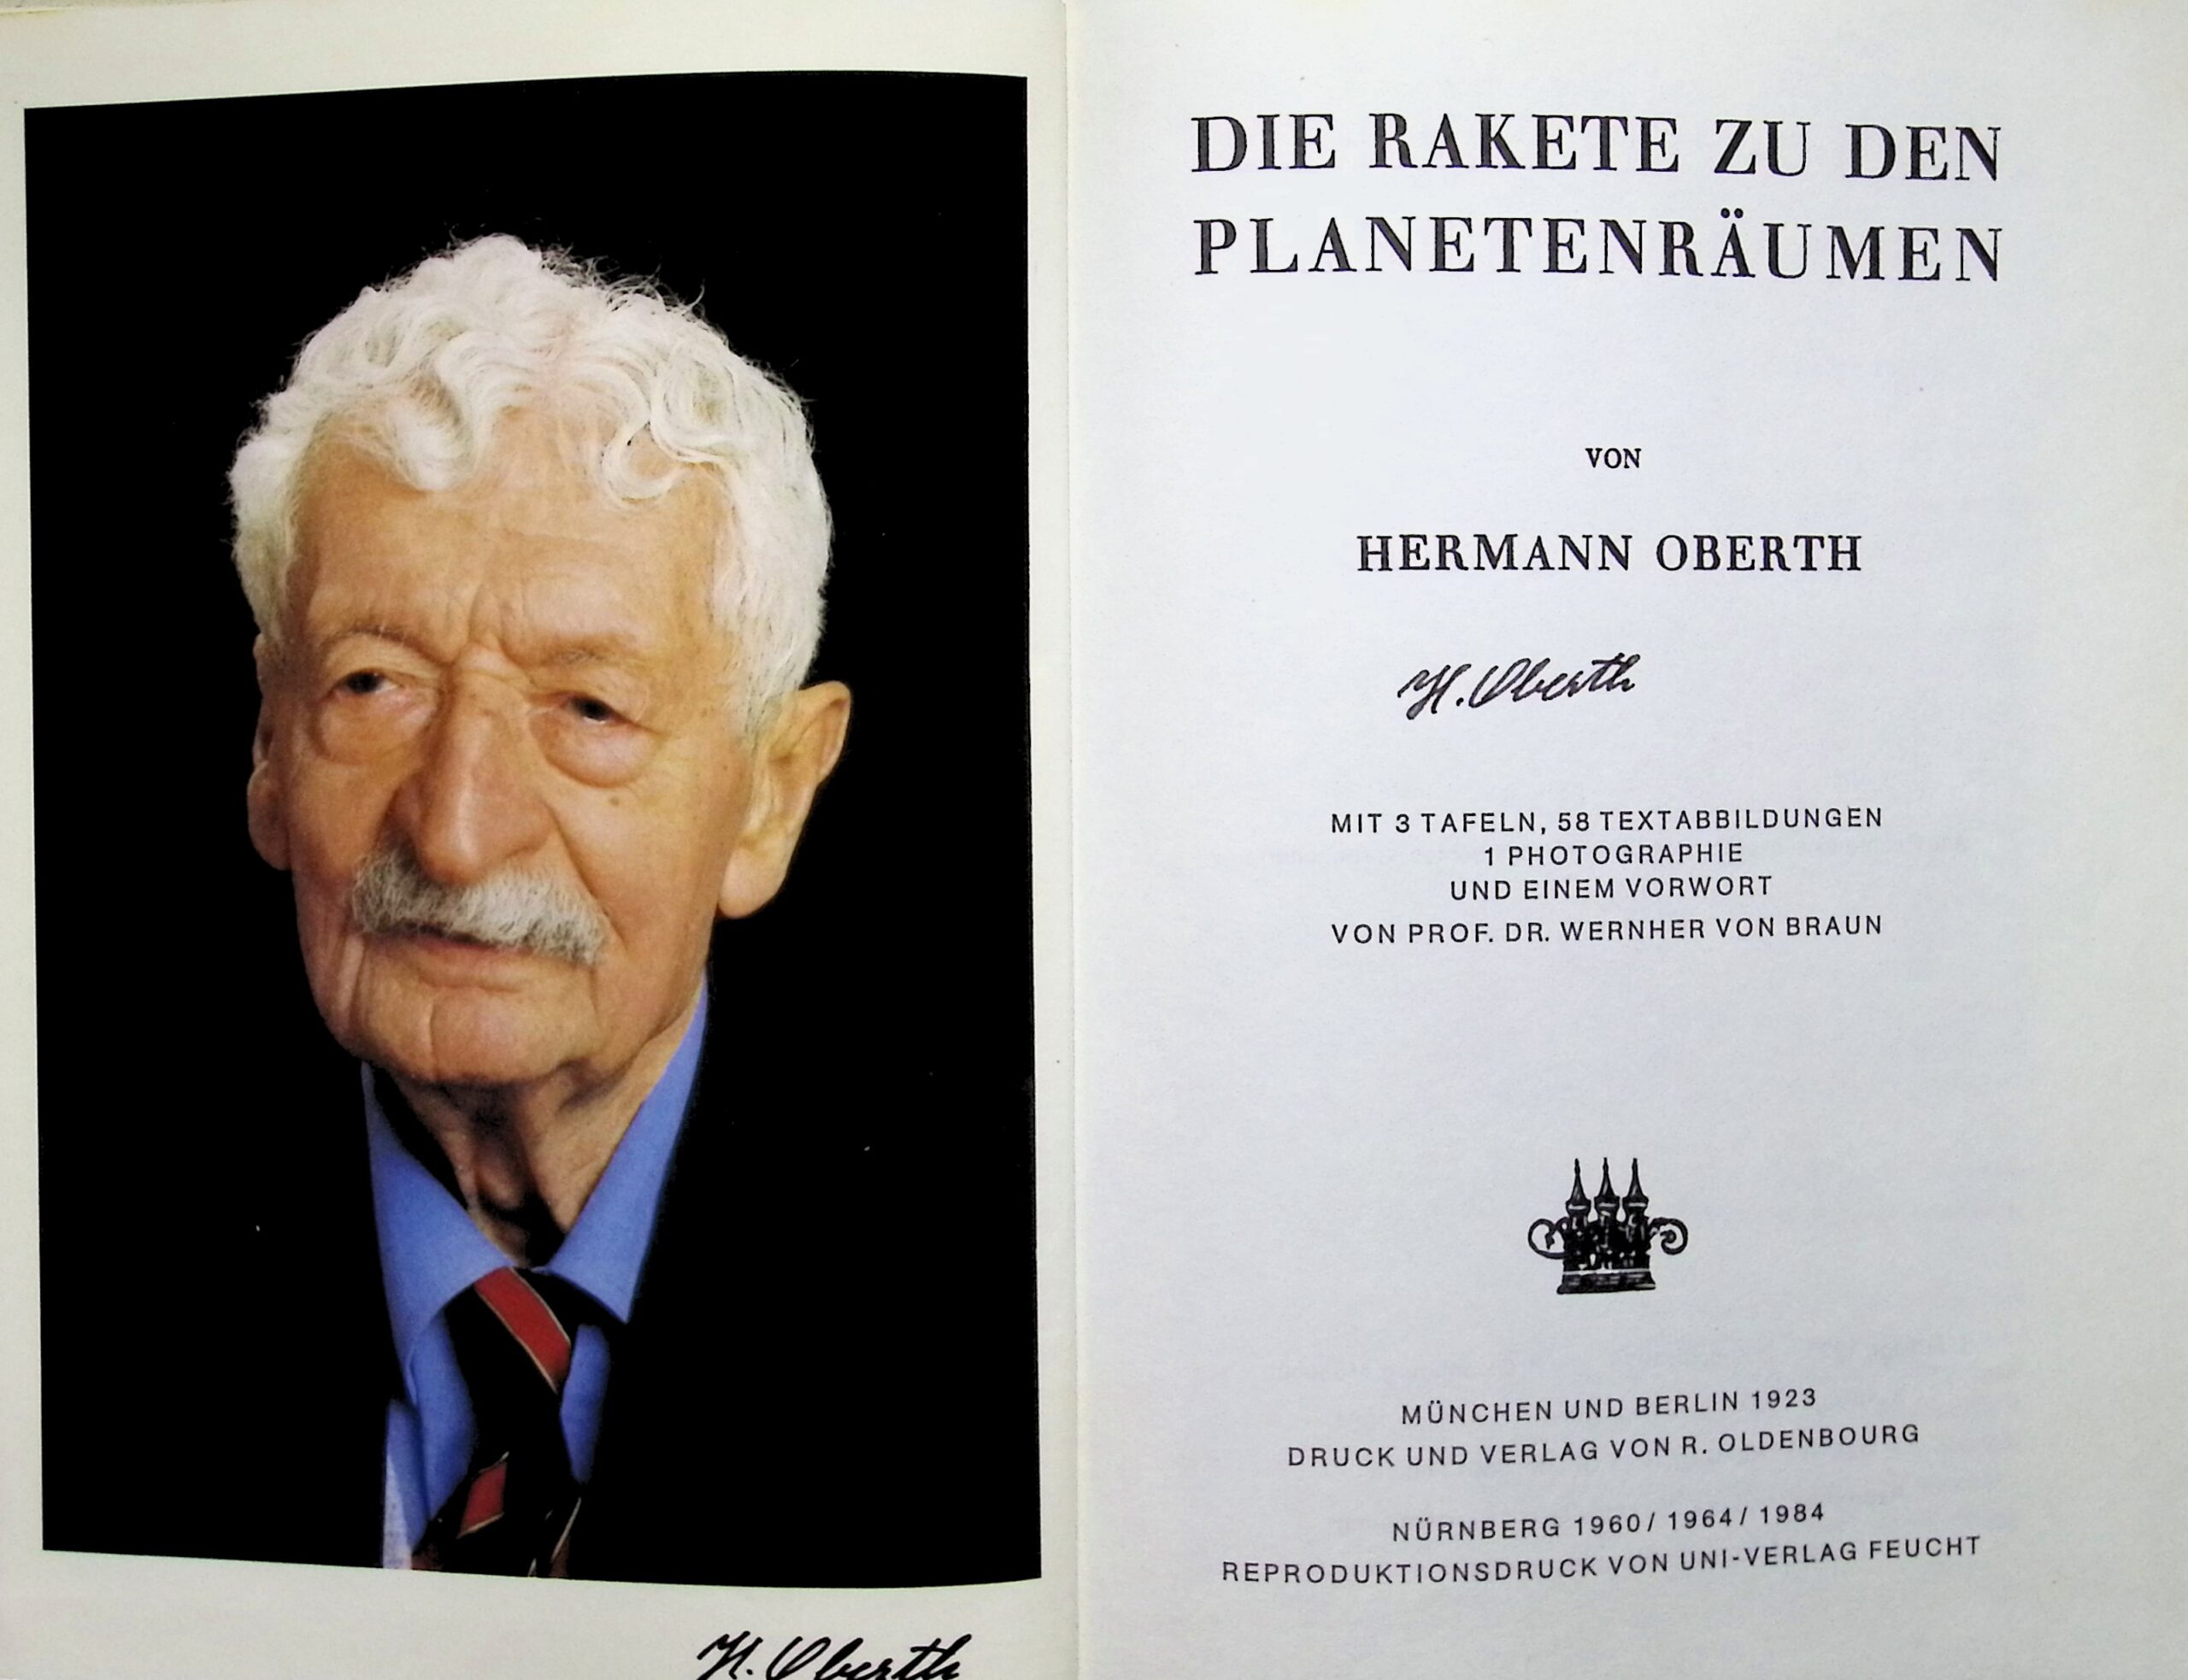 H. Oberth
DIE RAKETE ZU DEN
PLANETENRÄUMEN
VON
HERMANN OBERTH
H. Oberth
MIT 3 TAFELN, 58 TEXTABBILDUNGEN
1 PHOTOGRAPHIE
UND EINEM VORWORT
VON PROF. DR. WERNHER VON BRAUN
MÜNCHEN UND BERLIN 1923
DRUCK UND VERLAG VON R. OLDENBOURG
NÜRNBERG 1960/ 1964/ 1984
REPRODUKTIONSDRUCK VON UNI-VERLAG FEUCHT